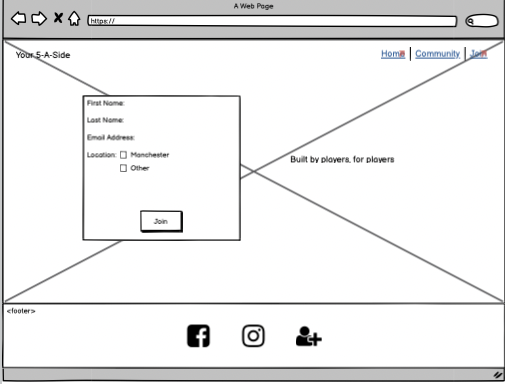 A Web Page
https://
Your 5-A-Side
Home
Community
Join
First Name:
Last Name:
Email Address:
Location:
Manchester
Other
Join
Built by players, for players
<footer>